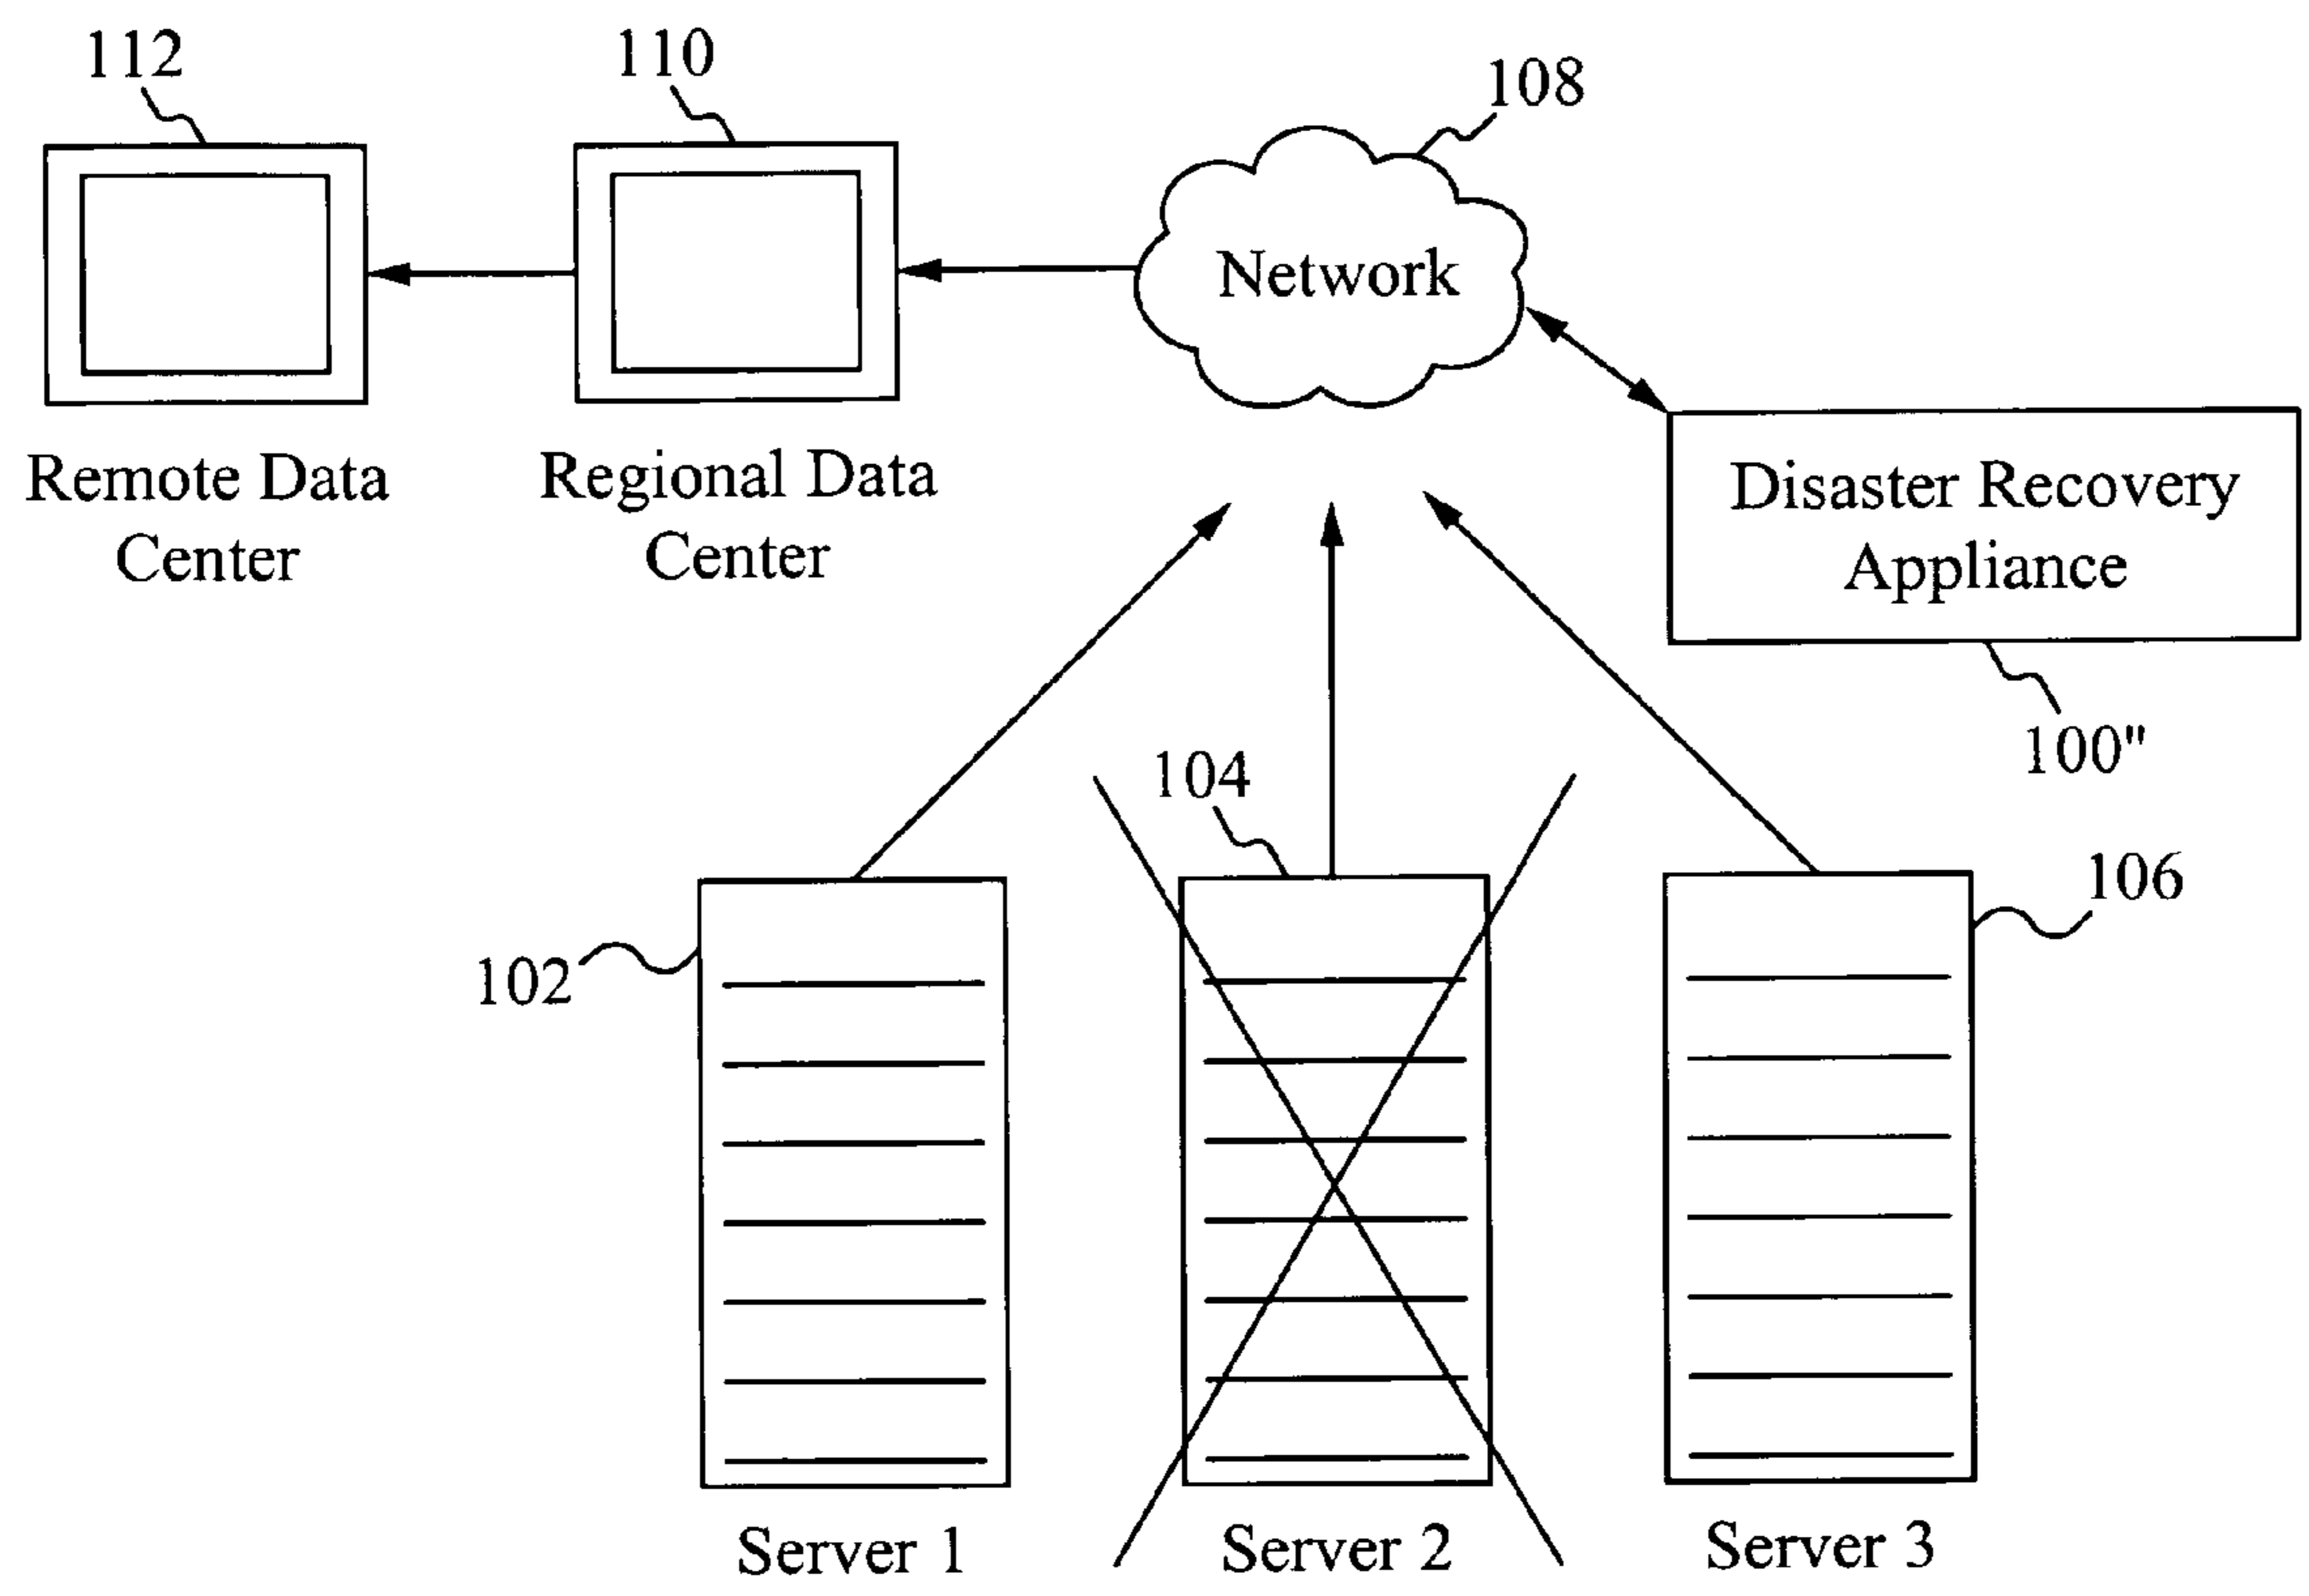 112
110
108
Network
Remote Data
Center
Regional Data
Center
Disaster Recovery
Appliance
100"
104
106
102
Server 1
Server 2
Server 3